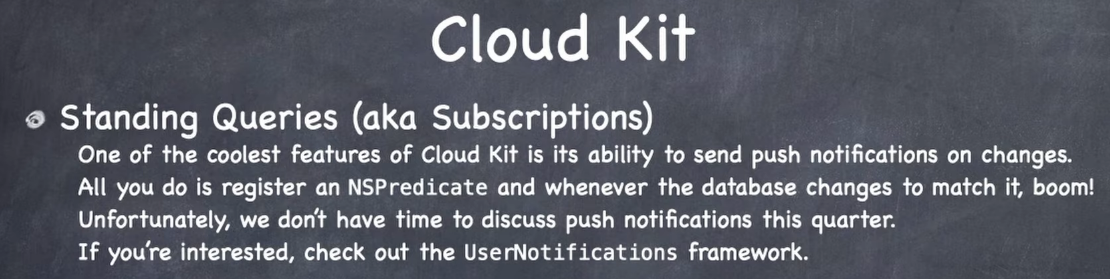 Cloud Kit
Standing Queries (aka Subscriptions)
One of the coolest features of Cloud Kit is its ability to send push notifications on changes.
All you do is register an NSPredicate and whenever the database changes to match it, boom!
Unfortunately, we don't have time to discuss push notifications this quarter.
If you're interested, check out the UserNotifications framework.